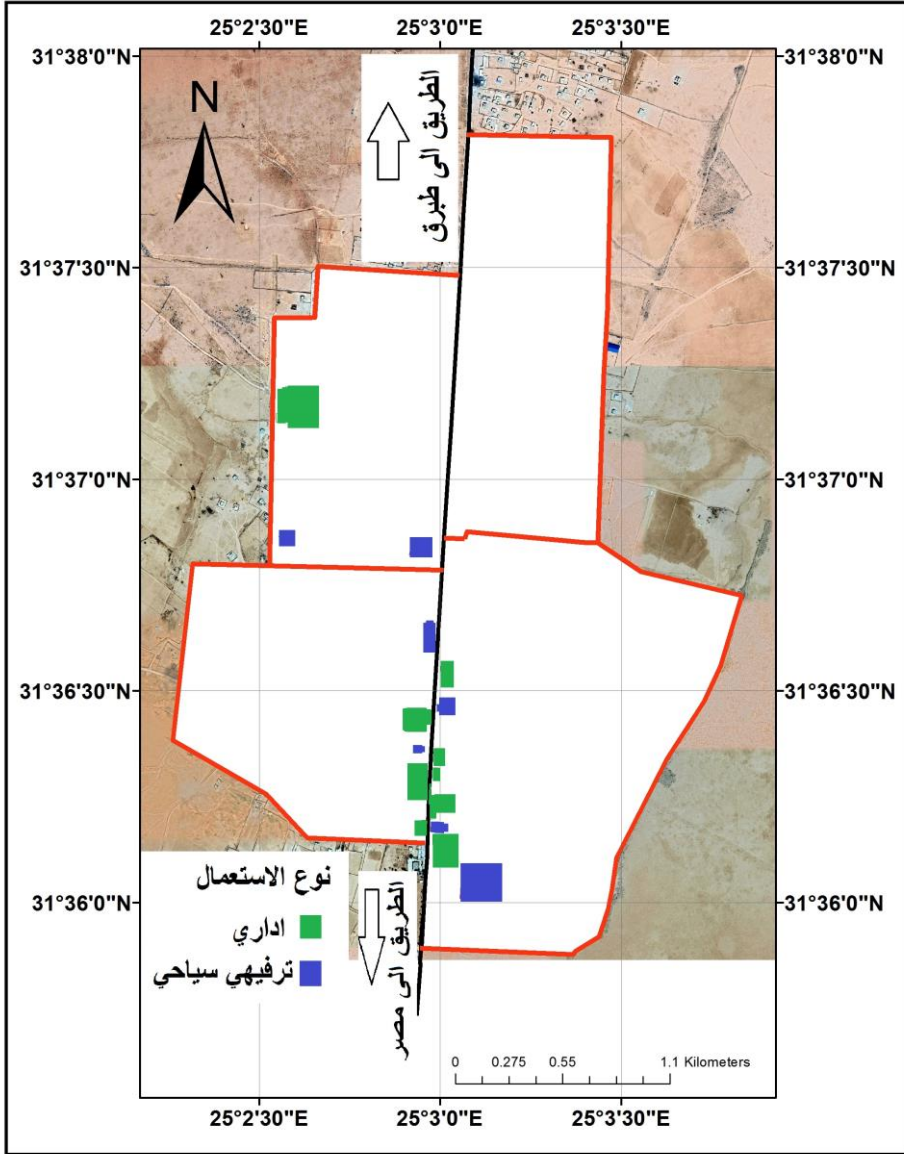 25°2'30"E 25°3'0"E 25°3'30"E
31°38'0"N 31°38'0"N
N
الطريق الى طبرق
31°37'30"N 31°37'30"N
31°37'0"N 31°37'0"N
31°36'30"N 31°36'30"N
31°36'0"N 31°36'0"N
نوع الاستعمال
اداري
ترفيهي سياحي
الطريق الى مصر
0 0.275 0.55 1.1 Kilometers
25°2'30"E 25°3'0"E 25°3'30"E